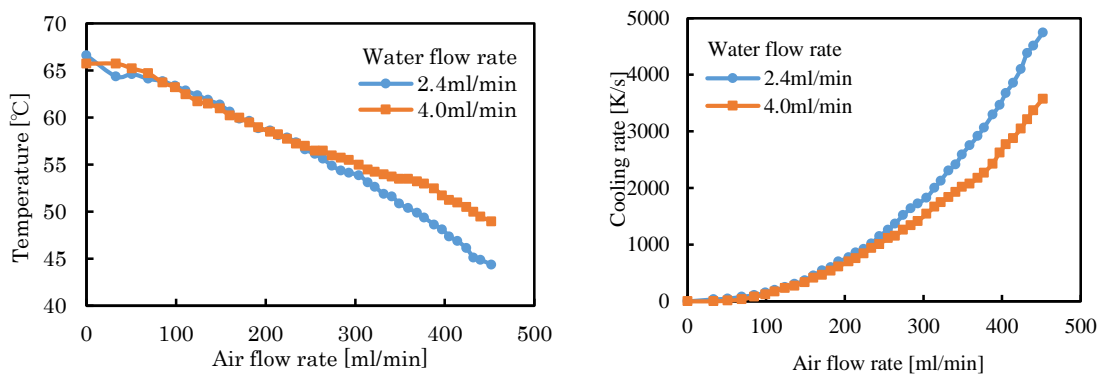 70
65
60
55
50
45
40
Temperature [℃]
0 100 200 300 400 500
Air flow rate [ml/min]
Water flow rate
2.4ml/min
4.0ml/min
5000
4000
3000
2000
1000
0
Cooling rate [K/s]
0 100 200 300 400 500
Air flow rate [ml/min]
Water flow rate
2.4ml/min
4.0ml/min